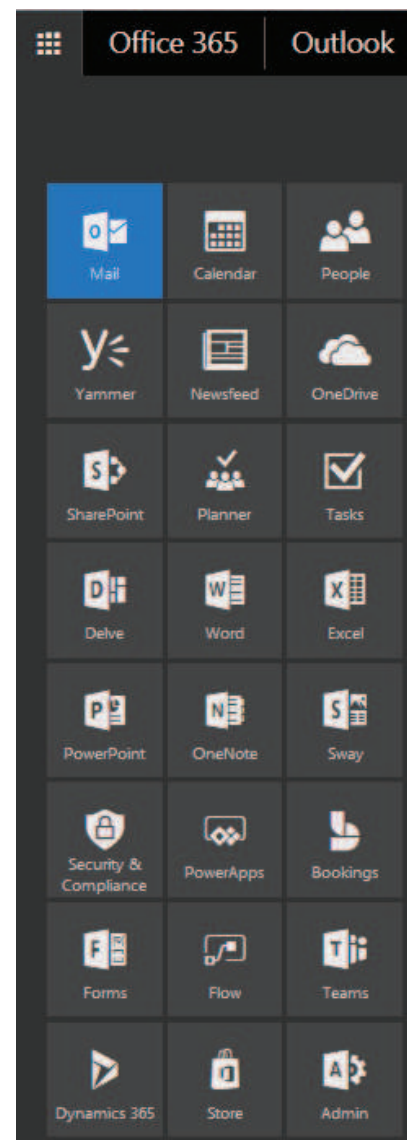 Office 365 Outlook
Mail Calendar People
Yammer Newsfeed OneDrive
SharePoint Planner Tasks
Delve Word Excel
PowerPoint OneNote Sway
Security &
Compliance PowerApps Bookings
Forms Flow Teams
Dynamics 365 Store Admin